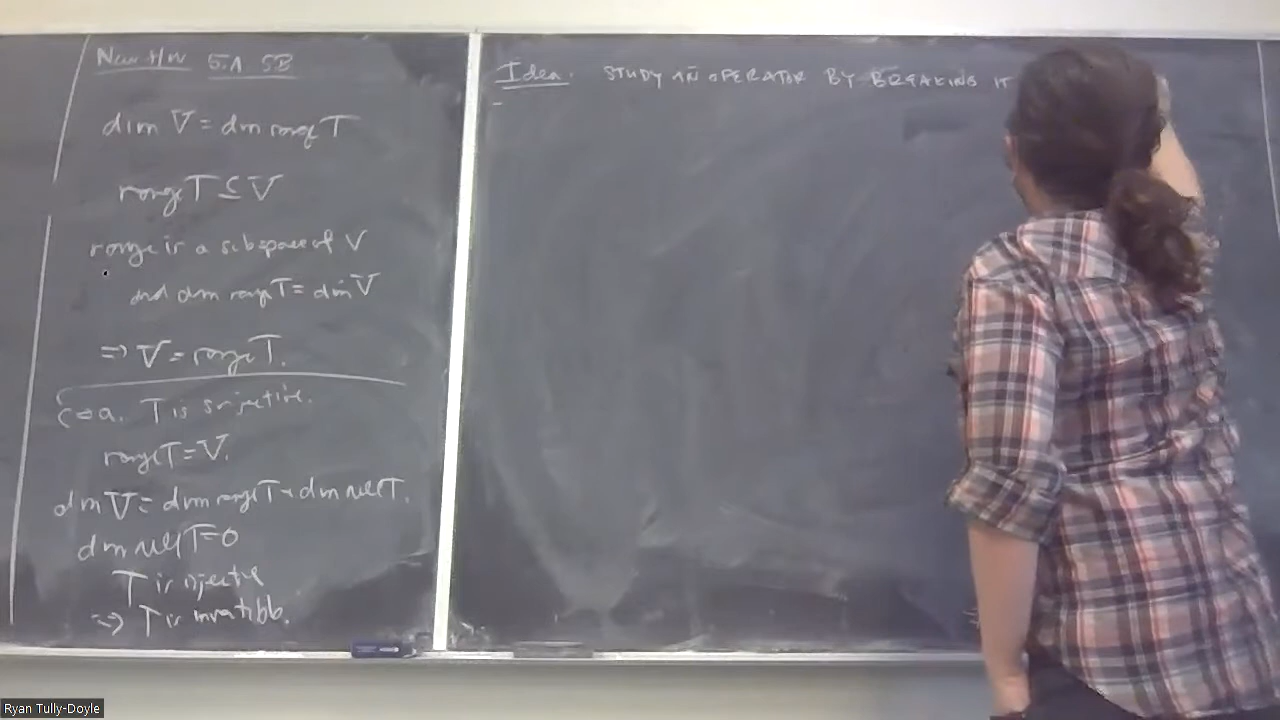 New HW 5A 5B
dim V = dim range T
range T ⊆ V
range is a subspace of V
and dim range T = dim V
⇒ V = range T.
c ⇒ a. T is surjective.
range T = V.
dim V = dim range T + dim null T.
dim null T = 0
T is injective
⇒ T is invertible.
Idea. STUDY AN OPERATOR BY BREAKING IT
Ryan Tully-Doyle